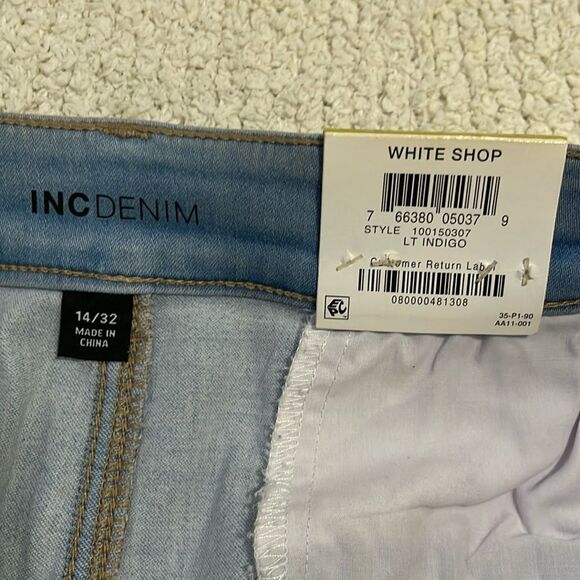 INCDENIM
14/32
MADE IN
CHINA
WHITE SHOP
7 66380 05037 9
STYLE 100150307
LT INDIGO
Customer Return Label
080000481308
35-P1-90
AA11-001